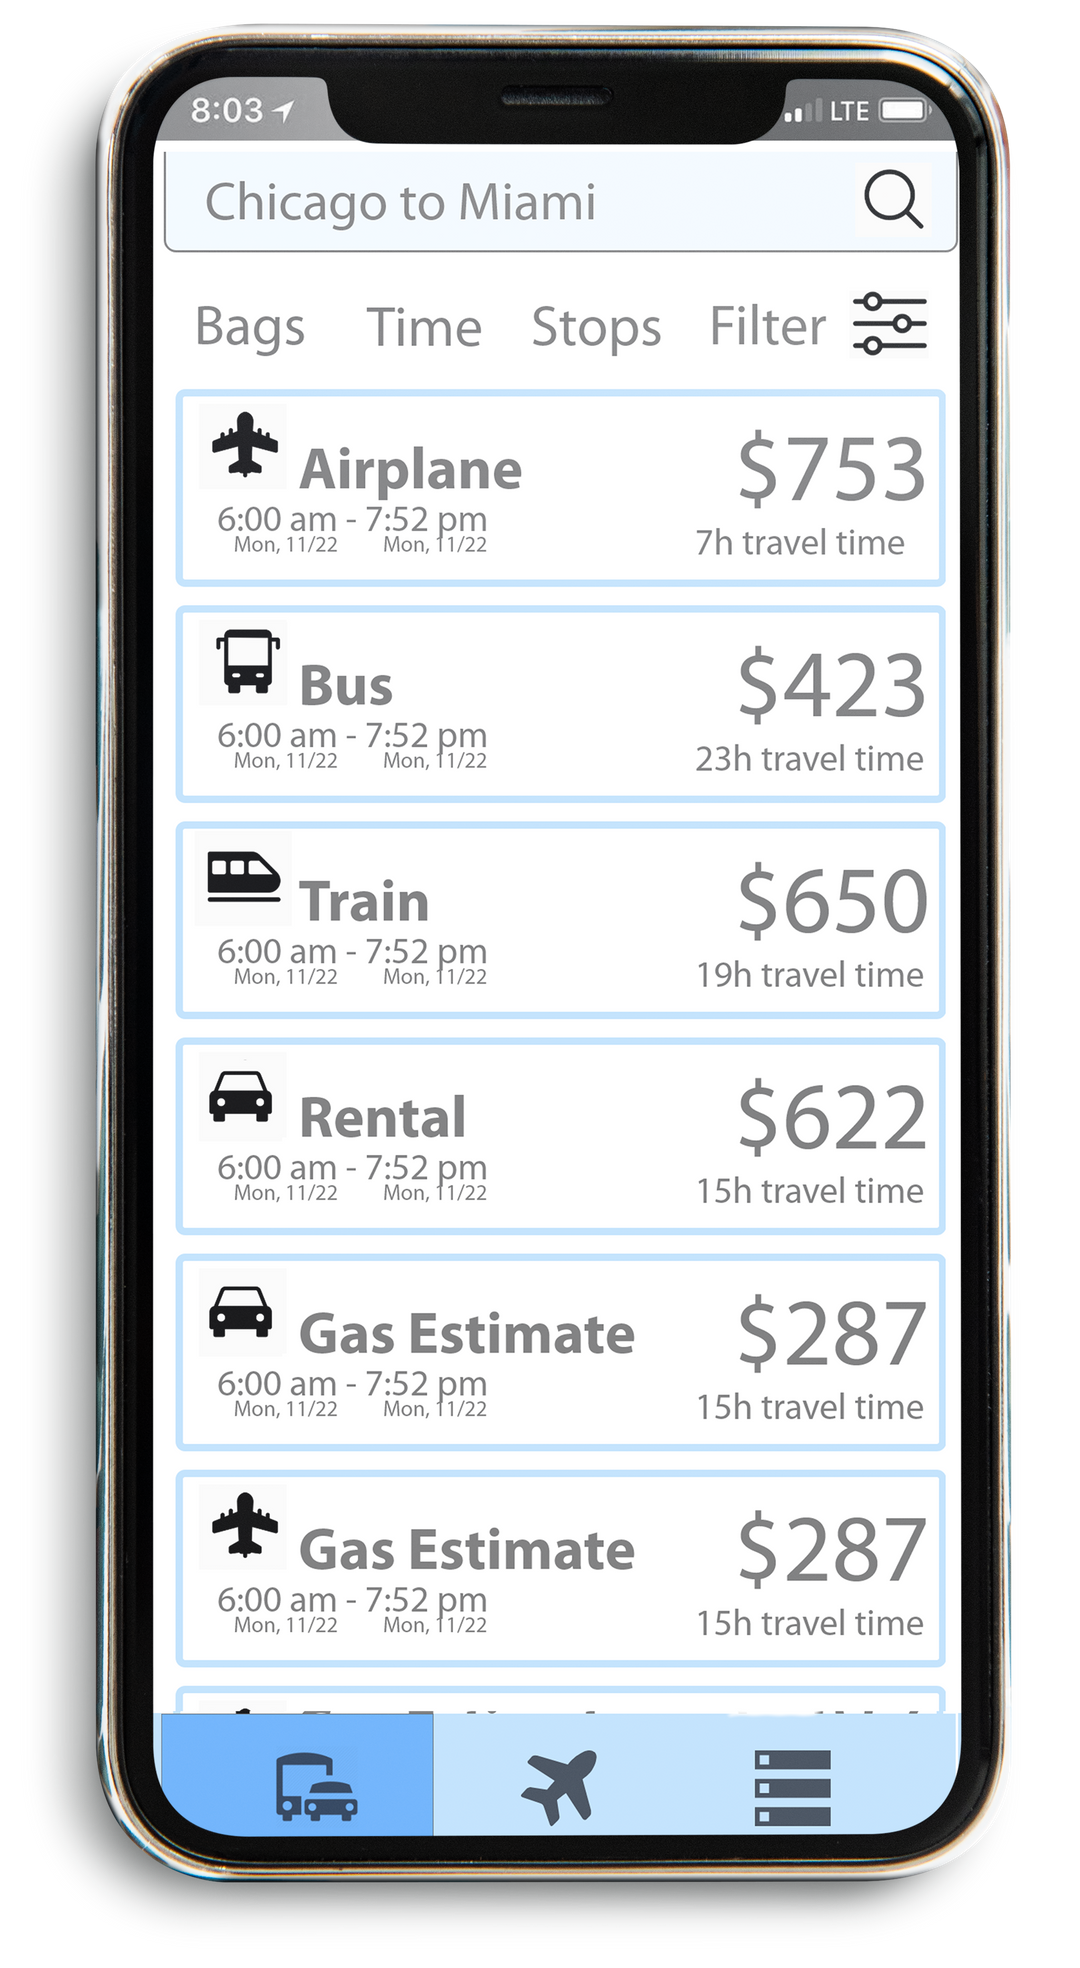 8:03 LTE
Chicago to Miami
Bags Time Stops Filter
Airplane $753
6:00 am - 7:52 pm
Mon, 11/22 Mon, 11/22 7h travel time
Bus $423
6:00 am - 7:52 pm
Mon, 11/22 Mon, 11/22 23h travel time
Train $650
6:00 am - 7:52 pm
Mon, 11/22 Mon, 11/22 19h travel time
Rental $622
6:00 am - 7:52 pm
Mon, 11/22 Mon, 11/22 15h travel time
Gas Estimate $287
6:00 am - 7:52 pm
Mon, 11/22 Mon, 11/22 15h travel time
Gas Estimate $287
6:00 am - 7:52 pm
Mon, 11/22 Mon, 11/22 15h travel time